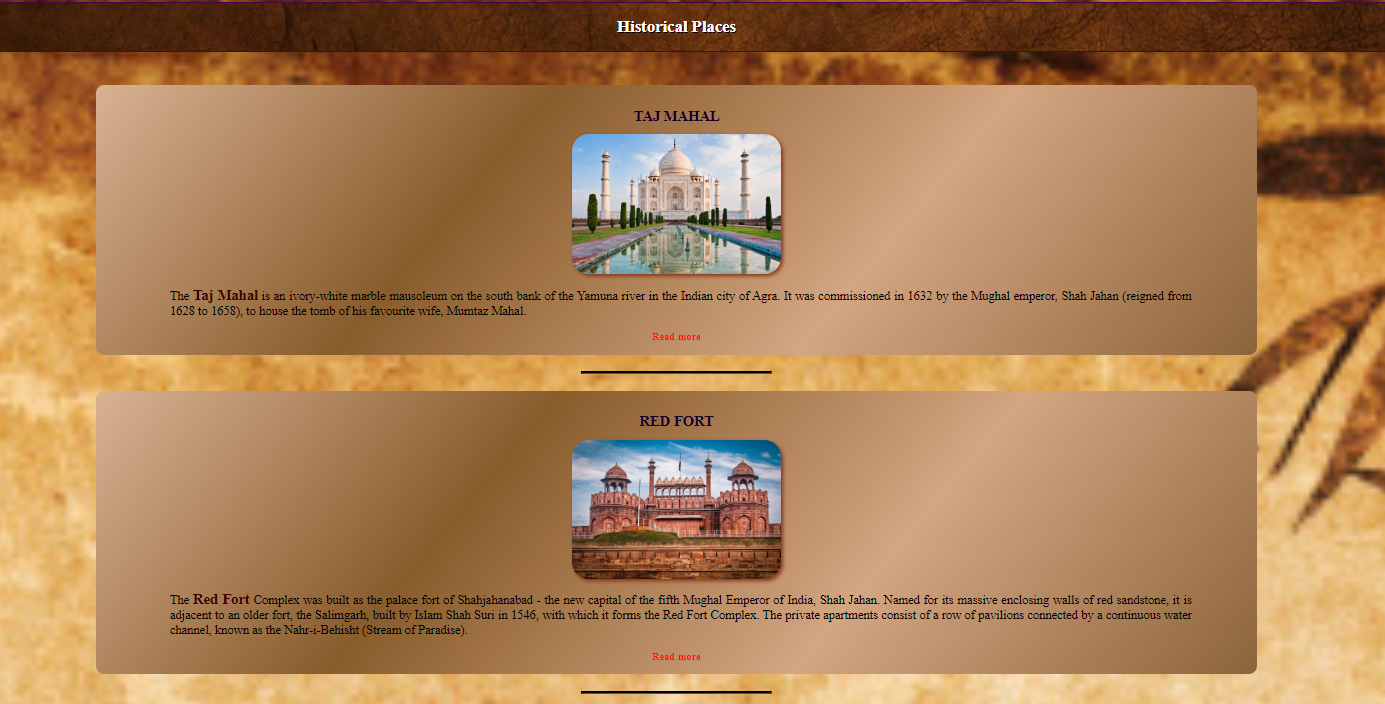 Historical Places
TAJ MAHAL
The Taj Mahal is an ivory-white marble mausoleum on the south bank of the Yamuna river in the Indian city of Agra. It was commissioned in 1632 by the Mughal emperor, Shah Jahan (reigned from
1628 to 1658), to house the tomb of his favourite wife, Mumtaz Mahal.
Read more
RED FORT
The Red Fort Complex was built as the palace fort of Shahjahanabad - the new capital of the fifth Mughal Emperor of India, Shah Jahan. Named for its massive enclosing walls of red sandstone, it is
adjacent to an older fort, the Salimgarh, built by Islam Shah Suri in 1546, with which it forms the Red Fort Complex. The private apartments consist of a row of pavilions connected by a continuous water
channel, known as the Nahr-i-Behisht (Stream of Paradise).
Read more